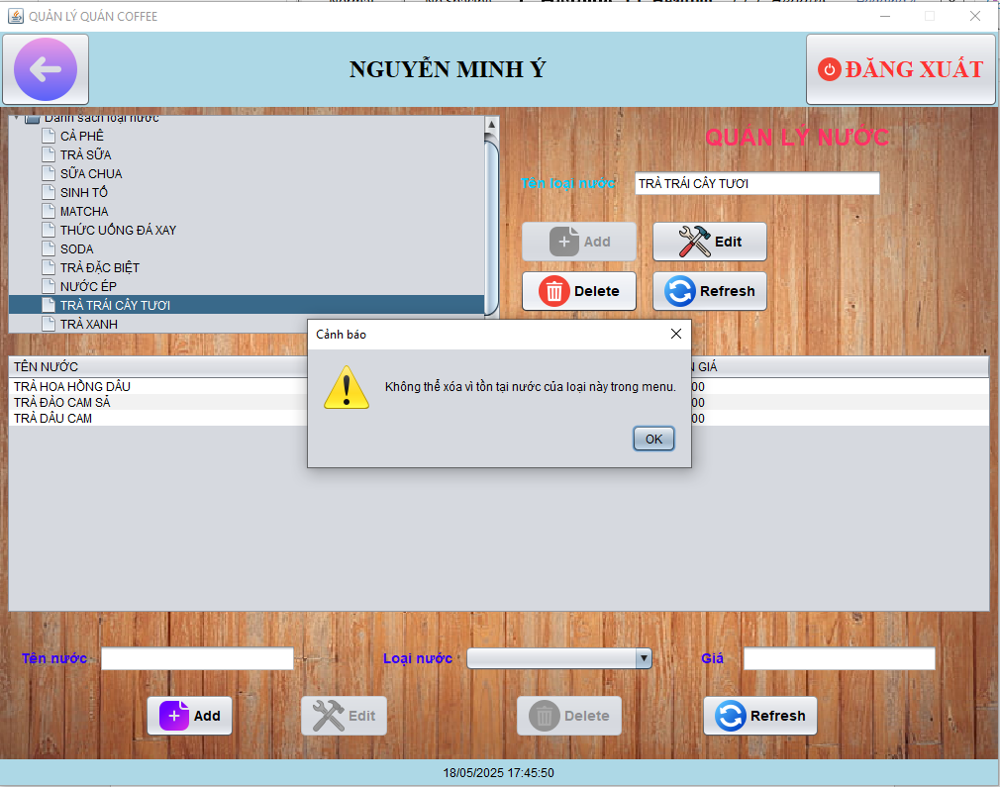 QUẢN LÝ QUÁN COFFEE
NGUYỄN MINH Ý
ĐĂNG XUẤT
Danh sách loại nước
CÀ PHÊ
TRÀ SỮA
SỮA CHUA
SINH TỐ
MATCHA
THỨC UỐNG ĐÁ XAY
SODA
TRÀ ĐẶC BIỆT
NƯỚC ÉP
TRÀ TRÁI CÂY TƯƠI
TRÀ XANH
QUẢN LÝ NƯỚC
Tên loại nước
TRÀ TRÁI CÂY TƯƠI
Add
Edit
Delete
Refresh
TÊN NƯỚC
GIÁ
TRÀ HOA HỒNG DÂU
00
TRÀ ĐÀO CAM SẢ
00
TRÀ DÂU CAM
00
Cảnh báo
Không thể xóa vì tồn tại nước của loại này trong menu.
OK
Tên nước
Loại nước
Giá
Add
Edit
Delete
Refresh
18/05/2025 17:45:50